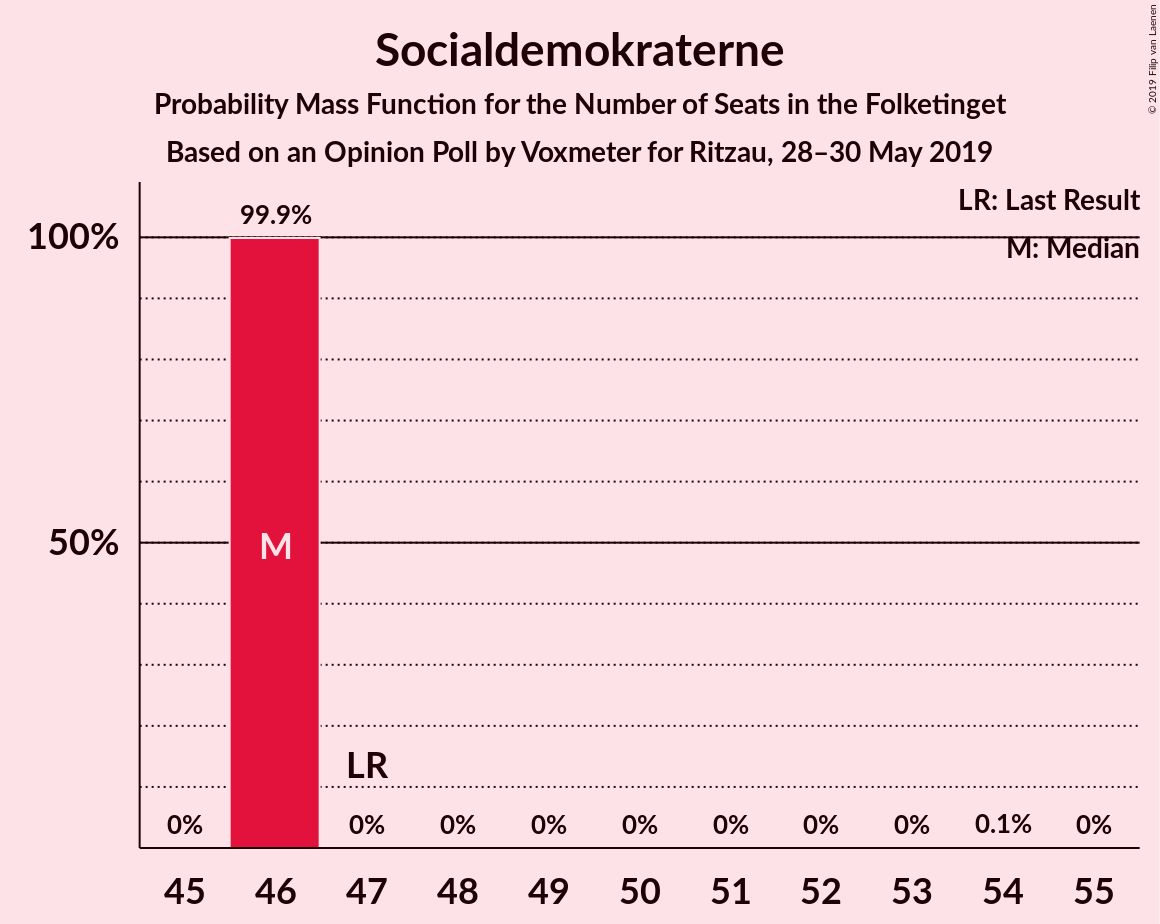 Socialdemokraterne
Probability Mass Function for the Number of Seats in the Folketinget
Based on an Opinion Poll by Voxmeter for Ritzau, 28–30 May 2019
© 2019 Filip van Laenen
LR: Last Result
M: Median
99.9%
100%
50%
M
LR
0% 0% 0% 0% 0% 0% 0% 0% 0.1% 0%
45 46 47 48 49 50 51 52 53 54 55